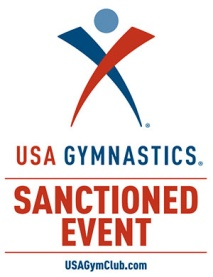 ®
USA GYMNASTICS®
SANCTIONED
EVENT
USAGymClub.com